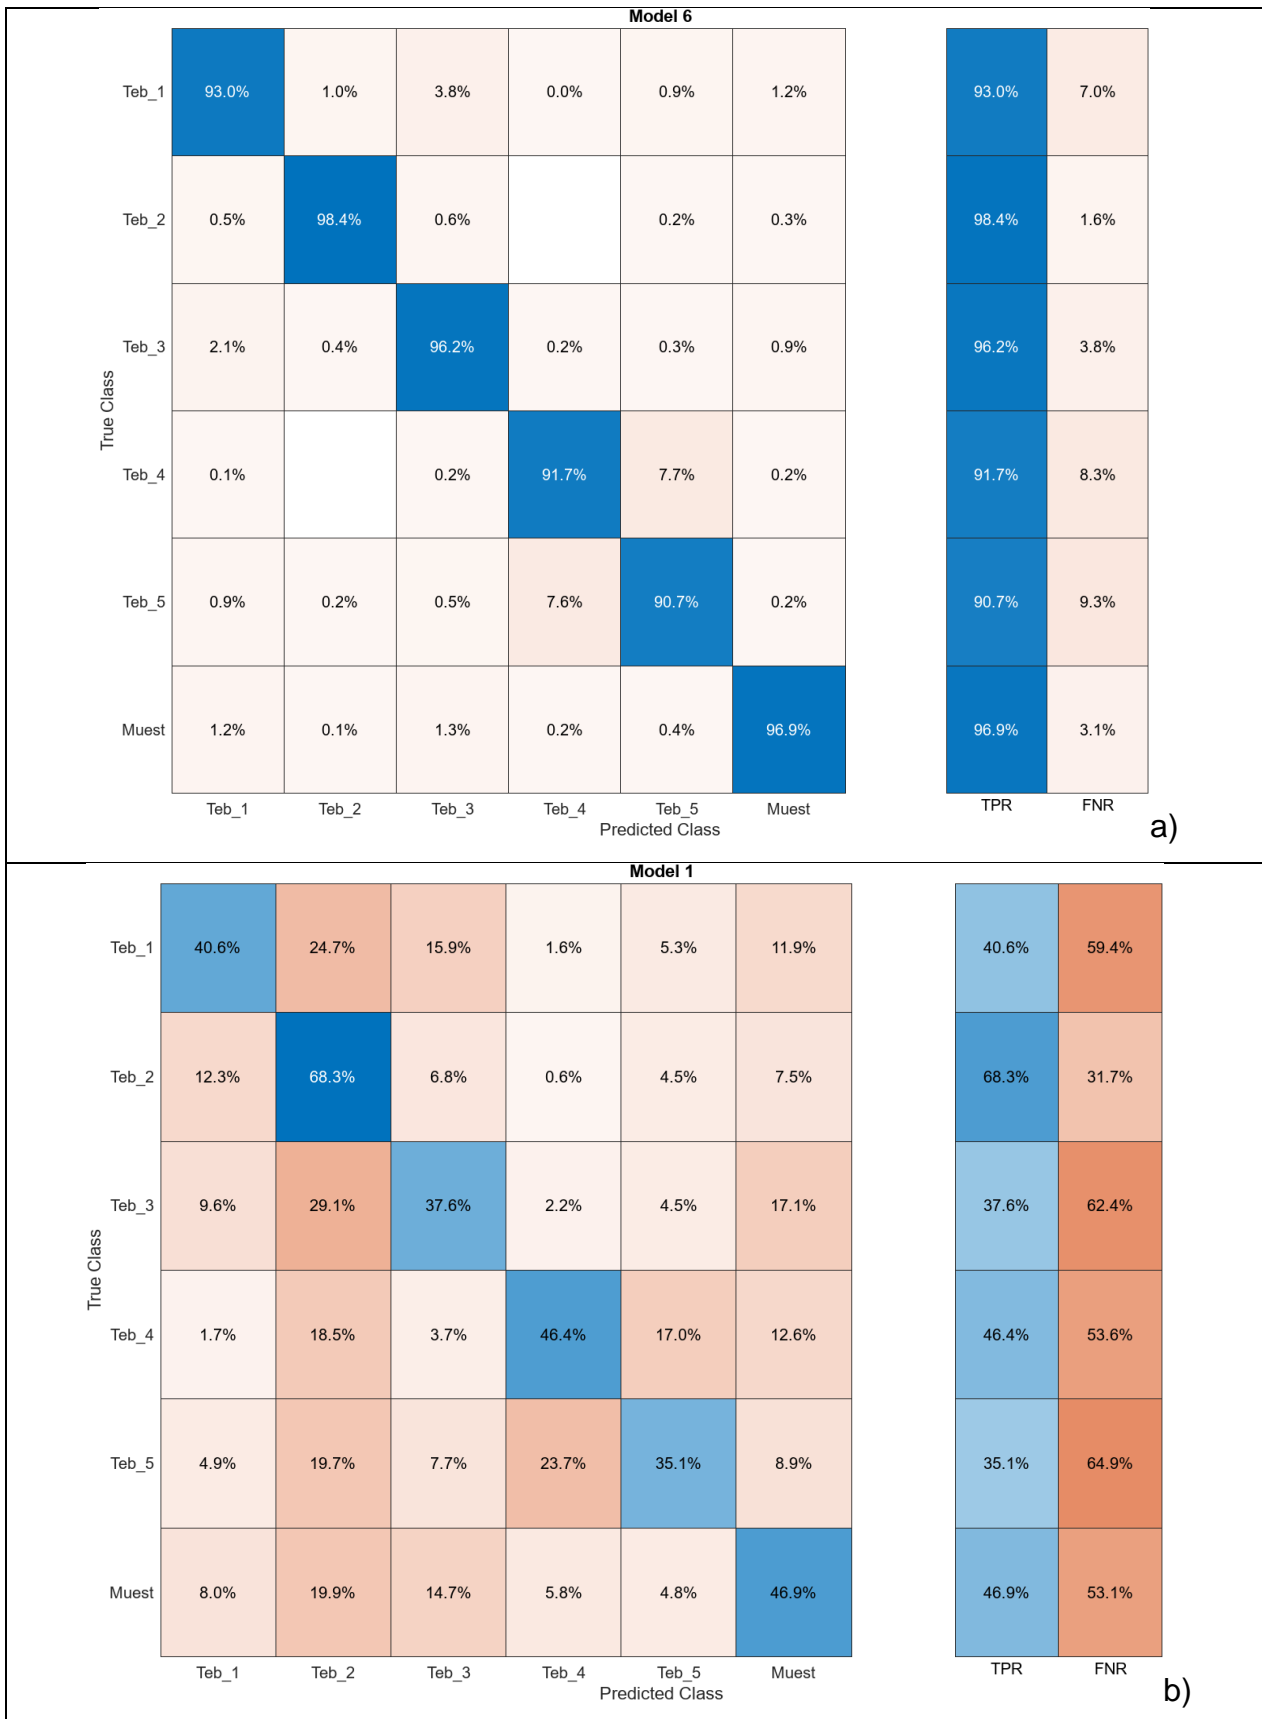 Model 6
Teb_1 93.0% 1.0% 3.8% 0.0% 0.9% 1.2% 93.0% 7.0%
Teb_2 0.5% 98.4% 0.6% 0.2% 0.3% 98.4% 1.6%
Teb_3 2.1% 0.4% 96.2% 0.2% 0.3% 0.9% 96.2% 3.8%
True Class
Teb_4 0.1% 0.2% 91.7% 7.7% 0.2% 91.7% 8.3%
Teb_5 0.9% 0.2% 0.5% 7.6% 90.7% 0.2% 90.7% 9.3%
Muest 1.2% 0.1% 1.3% 0.2% 0.4% 96.9% 96.9% 3.1%
Teb_1 Teb_2 Teb_3 Teb_4 Teb_5 Muest TPR FNR
Predicted Class
a)
Model 1
Teb_1 40.6% 24.7% 15.9% 1.6% 5.3% 11.9% 40.6% 59.4%
Teb_2 12.3% 68.3% 6.8% 0.6% 4.5% 7.5% 68.3% 31.7%
Teb_3 9.6% 29.1% 37.6% 2.2% 4.5% 17.1% 37.6% 62.4%
True Class
Teb_4 1.7% 18.5% 3.7% 46.4% 17.0% 12.6% 46.4% 53.6%
Teb_5 4.9% 19.7% 7.7% 23.7% 35.1% 8.9% 35.1% 64.9%
Muest 8.0% 19.9% 14.7% 5.8% 4.8% 46.9% 46.9% 53.1%
Teb_1 Teb_2 Teb_3 Teb_4 Teb_5 Muest TPR FNR
Predicted Class
b)